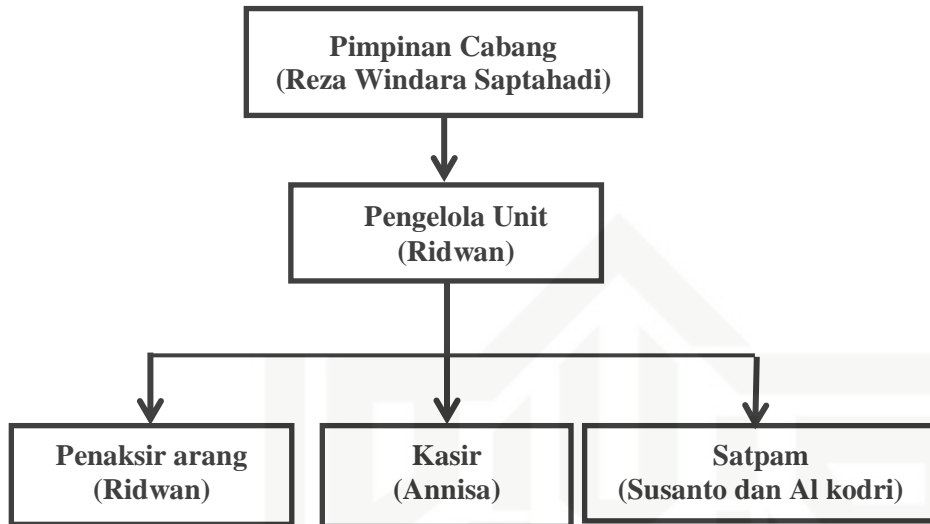 Pimpinan Cabang
(Reza Windara Saptahadi)
Pengelola Unit
(Ridwan)
Penaksir arang
(Ridwan)
Kasir
(Annisa)
Satpam
(Susanto dan Al kodri)